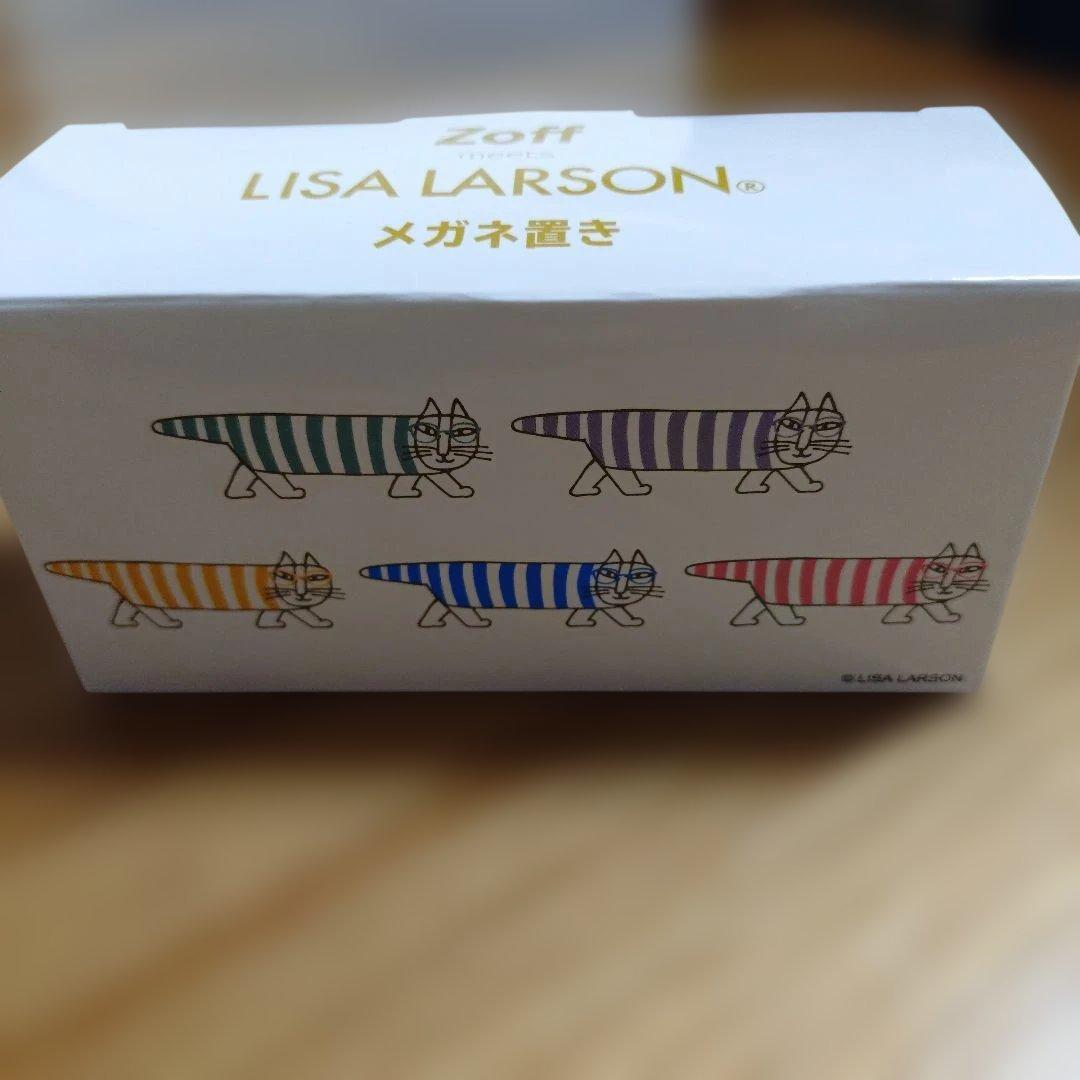 Zoff
meets
LISA LARSON®
メガネ置き
© LISA LARSON